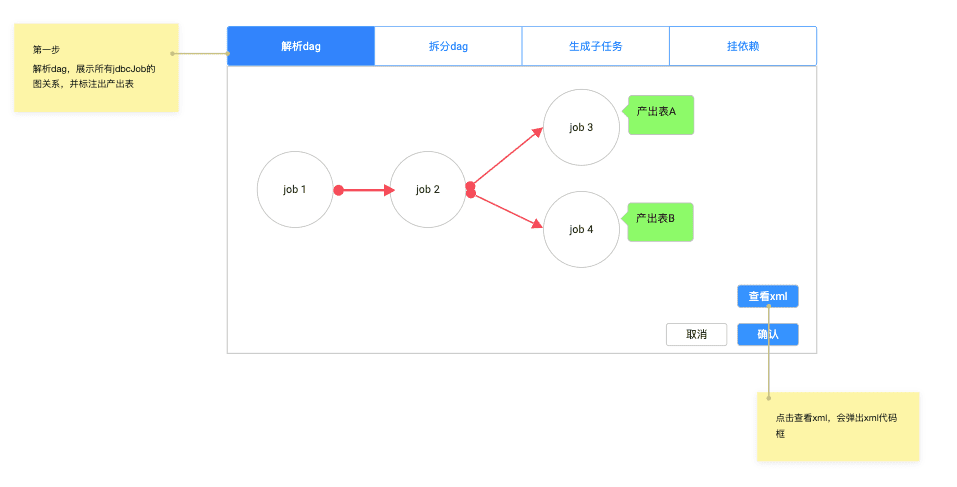 第一步
解析dag，展示所有jdbcJob的
图关系，并标注出产出表
解析dag
拆分dag
生成子任务
挂依赖
job 1
job 2
job 3
产出表A
job 4
产出表B
查看xml
取消
确认
点击查看xml，会弹出xml代码
框